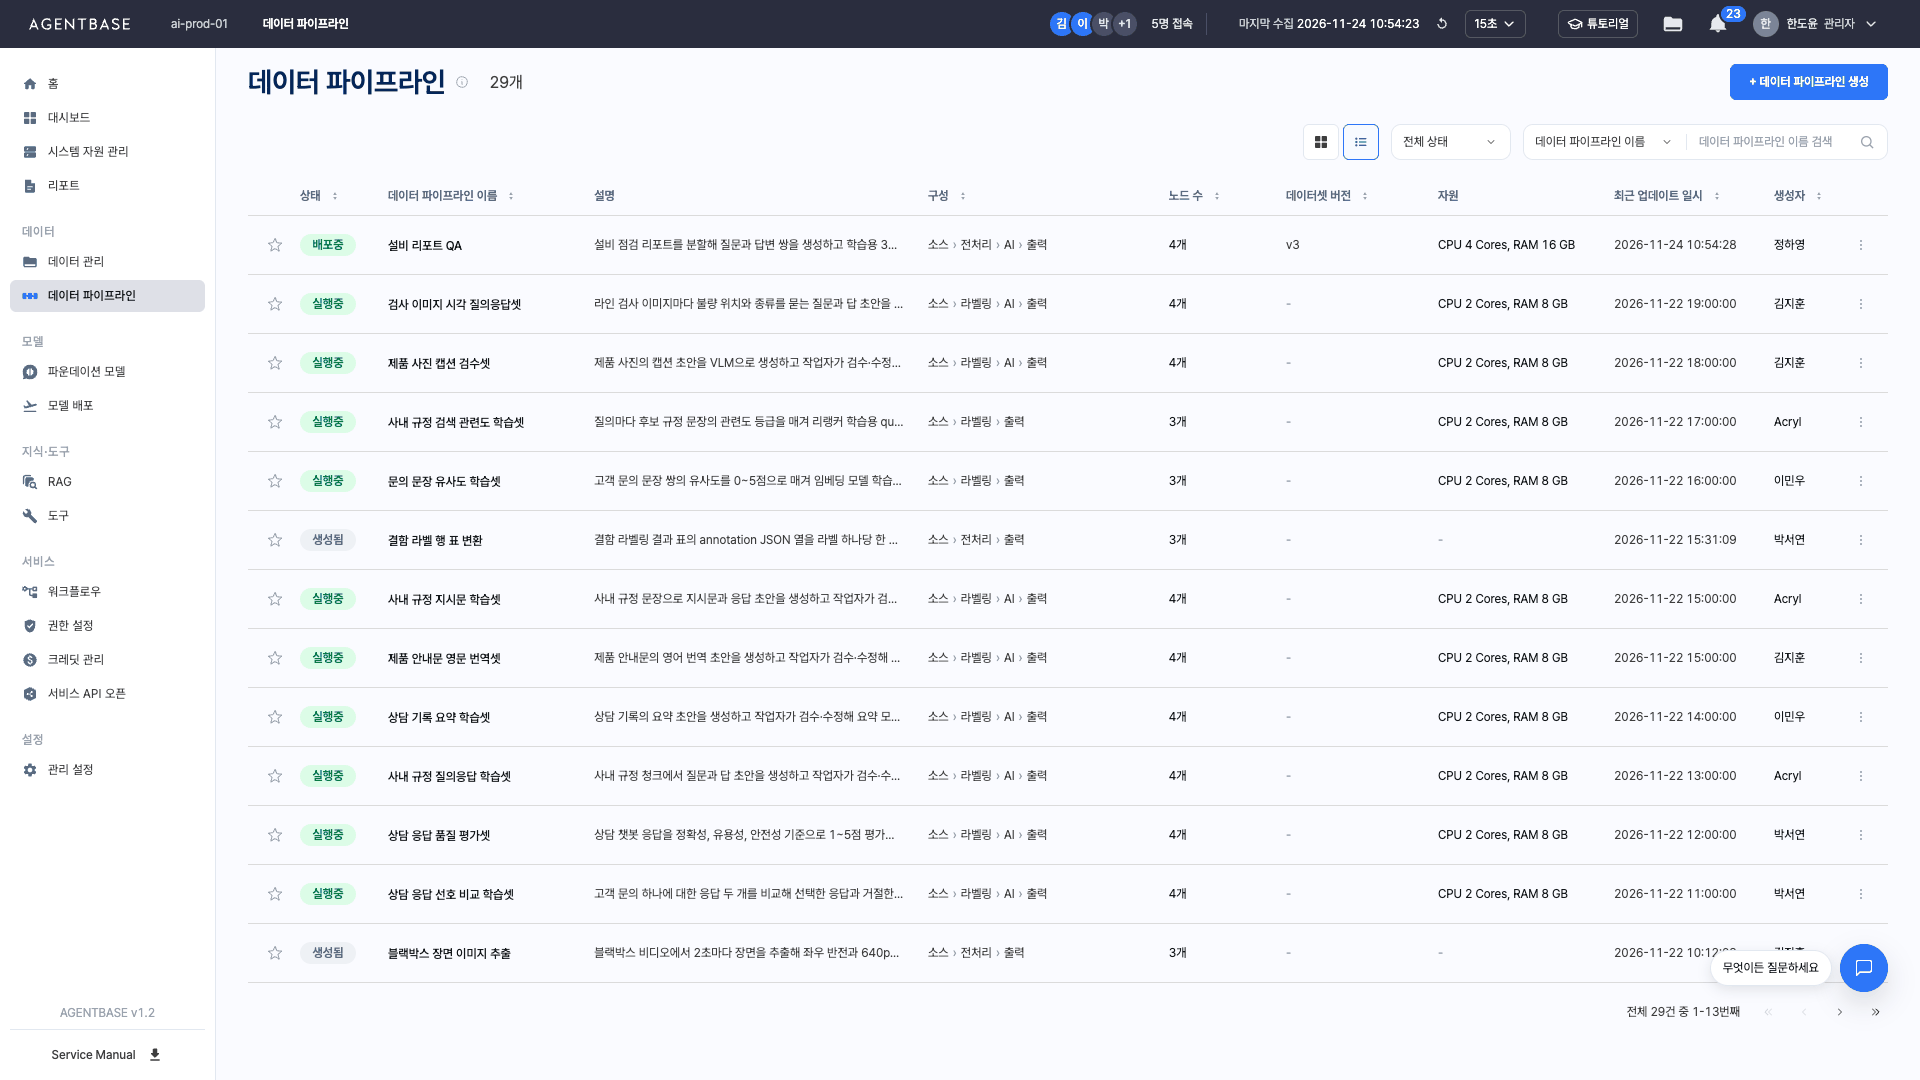 AGENTBASE
ai-prod-01
데이터 파이프라인
김 이 박 +1 5명 접속
마지막 수집 2026-11-24 10:54:23
15초
튜토리얼
23
한 한도윤 관리자
홈
대시보드
시스템 자원 관리
리포트
데이터
데이터 관리
데이터 파이프라인
모델
파운데이션 모델
모델 배포
지식·도구
RAG
도구
서비스
워크플로우
권한 설정
크레딧 관리
서비스 API 오픈
설정
관리 설정
AGENTBASE v1.2
Service Manual
데이터 파이프라인 29개
+ 데이터 파이프라인 생성
전체 상태
데이터 파이프라인 이름
데이터 파이프라인 이름 검색
상태 데이터 파이프라인 이름 설명 구성 노드 수 데이터셋 버전 자원 최근 업데이트 일시 생성자
배포중 설비 리포트 QA 설비 점검 리포트를 분할해 질문과 답변 쌍을 생성하고 학습용 3... 소스 › 전처리 › AI › 출력 4개 v3 CPU 4 Cores, RAM 16 GB 2026-11-24 10:54:28 정하영
실행중 검사 이미지 시각 질의응답셋 라인 검사 이미지마다 불량 위치와 종류를 묻는 질문과 답 초안을 ... 소스 › 라벨링 › AI › 출력 4개 - CPU 2 Cores, RAM 8 GB 2026-11-22 19:00:00 김지훈
실행중 제품 사진 캡션 검수셋 제품 사진의 캡션 초안을 VLM으로 생성하고 작업자가 검수·수정... 소스 › 라벨링 › AI › 출력 4개 - CPU 2 Cores, RAM 8 GB 2026-11-22 18:00:00 김지훈
실행중 사내 규정 검색 관련도 학습셋 질의마다 후보 규정 문장의 관련도 등급을 매겨 리랭커 학습용 qu... 소스 › 라벨링 › 출력 3개 - CPU 2 Cores, RAM 8 GB 2026-11-22 17:00:00 Acryl
실행중 문의 문장 유사도 학습셋 고객 문의 문장 쌍의 유사도를 0~5점으로 매겨 임베딩 모델 학습... 소스 › 라벨링 › 출력 3개 - CPU 2 Cores, RAM 8 GB 2026-11-22 16:00:00 이민우
생성됨 결함 라벨 행 표 변환 결함 라벨링 결과 표의 annotation JSON 열을 라벨 하나당 한 ... 소스 › 전처리 › 출력 3개 - - 2026-11-22 15:31:09 박서연
실행중 사내 규정 지시문 학습셋 사내 규정 문장으로 지시문과 응답 초안을 생성하고 작업자가 검... 소스 › 라벨링 › AI › 출력 4개 - CPU 2 Cores, RAM 8 GB 2026-11-22 15:00:00 Acryl
실행중 제품 안내문 영문 번역셋 제품 안내문의 영어 번역 초안을 생성하고 작업자가 검수·수정해 ... 소스 › 라벨링 › AI › 출력 4개 - CPU 2 Cores, RAM 8 GB 2026-11-22 15:00:00 김지훈
실행중 상담 기록 요약 학습셋 상담 기록의 요약 초안을 생성하고 작업자가 검수·수정해 요약 모... 소스 › 라벨링 › AI › 출력 4개 - CPU 2 Cores, RAM 8 GB 2026-11-22 14:00:00 이민우
실행중 사내 규정 질의응답 학습셋 사내 규정 청크에서 질문과 답 초안을 생성하고 작업자가 검수·수... 소스 › 라벨링 › AI › 출력 4개 - CPU 2 Cores, RAM 8 GB 2026-11-22 13:00:00 Acryl
실행중 상담 응답 품질 평가셋 상담 챗봇 응답을 정확성, 유용성, 안전성 기준으로 1~5점 평가... 소스 › 라벨링 › AI › 출력 4개 - CPU 2 Cores, RAM 8 GB 2026-11-22 12:00:00 박서연
실행중 상담 응답 선호 비교 학습셋 고객 문의 하나에 대한 응답 두 개를 비교해 선택한 응답과 거절한... 소스 › 라벨링 › AI › 출력 4개 - CPU 2 Cores, RAM 8 GB 2026-11-22 11:00:00 박서연
생성됨 블랙박스 장면 이미지 추출 블랙박스 비디오에서 2초마다 장면을 추출해 좌우 반전과 640p... 소스 › 전처리 › 출력 3개 - - 2026-11-22 10:12
무엇이든 질문하세요
전체 29건 중 1-13번째 « ‹ › »